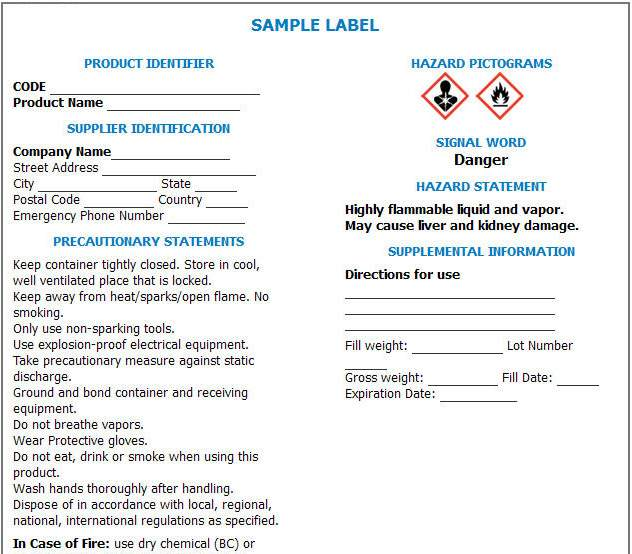 SAMPLE LABEL
PRODUCT IDENTIFIER
CODE
Product Name
SUPPLIER IDENTIFICATION
Company Name
Street Address
City State
Postal Code Country
Emergency Phone Number
PRECAUTIONARY STATEMENTS
Keep container tightly closed. Store in cool,
well ventilated place that is locked.
Keep away from heat/sparks/open flame. No
smoking.
Only use non-sparking tools.
Use explosion-proof electrical equipment.
Take precautionary measure against static
discharge.
Ground and bond container and receiving
equipment.
Do not breathe vapors.
Wear Protective gloves.
Do not eat, drink or smoke when using this
product.
Wash hands thoroughly after handling.
Dispose of in accordance with local, regional,
national, international regulations as specified.
In Case of Fire: use dry chemical (BC) or
HAZARD PICTOGRAMS
SIGNAL WORD
Danger
HAZARD STATEMENT
Highly flammable liquid and vapor.
May cause liver and kidney damage.
SUPPLEMENTAL INFORMATION
Directions for use
Fill weight: Lot Number
Gross weight: Fill Date:
Expiration Date: